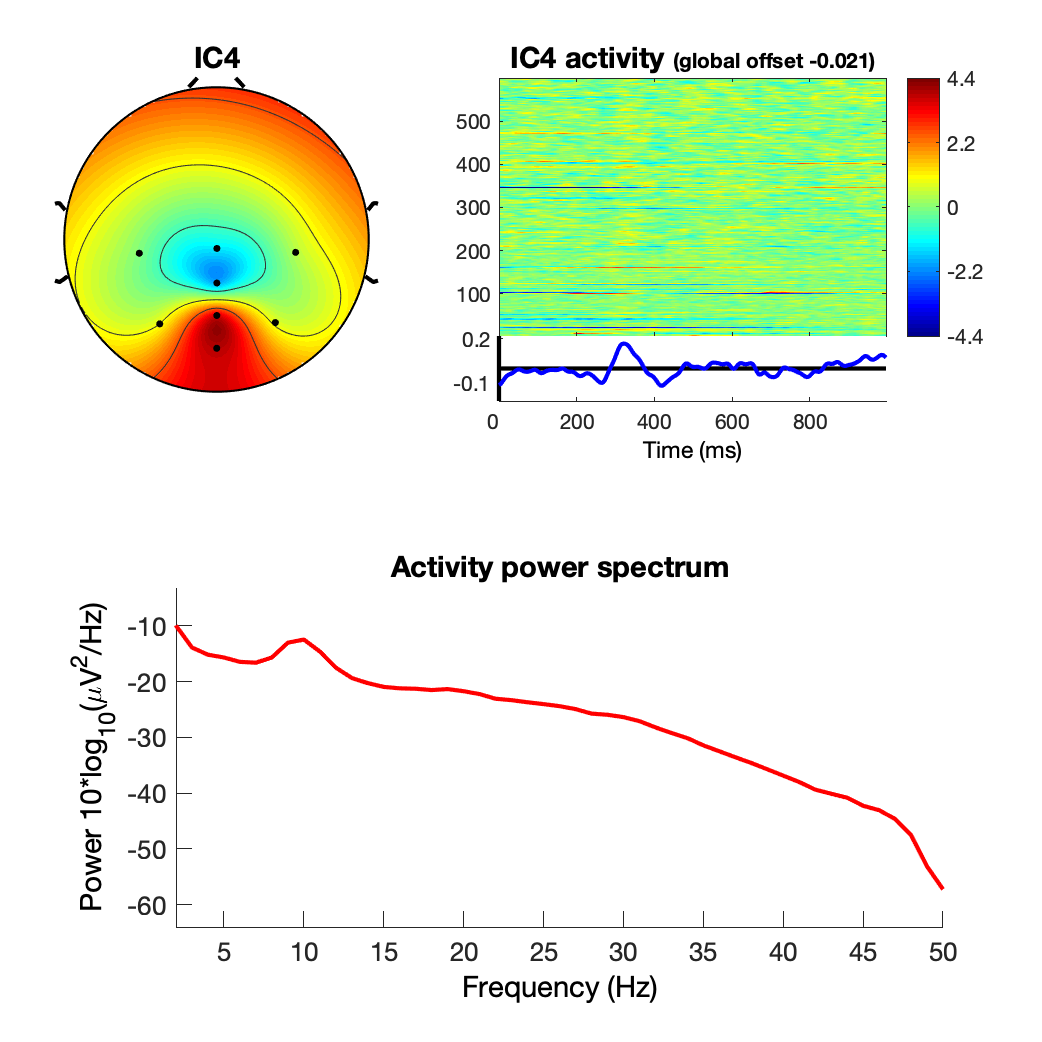 IC4
IC4 activity (global offset -0.021)
500
400
300
200
100
4.4
2.2
0
-2.2
-4.4
0.2
-0.1
0 200 400 600 800
Time (ms)
Activity power spectrum
Power 10*log10(μV2/Hz)
-10
-20
-30
-40
-50
-60
5 10 15 20 25 30 35 40 45 50
Frequency (Hz)